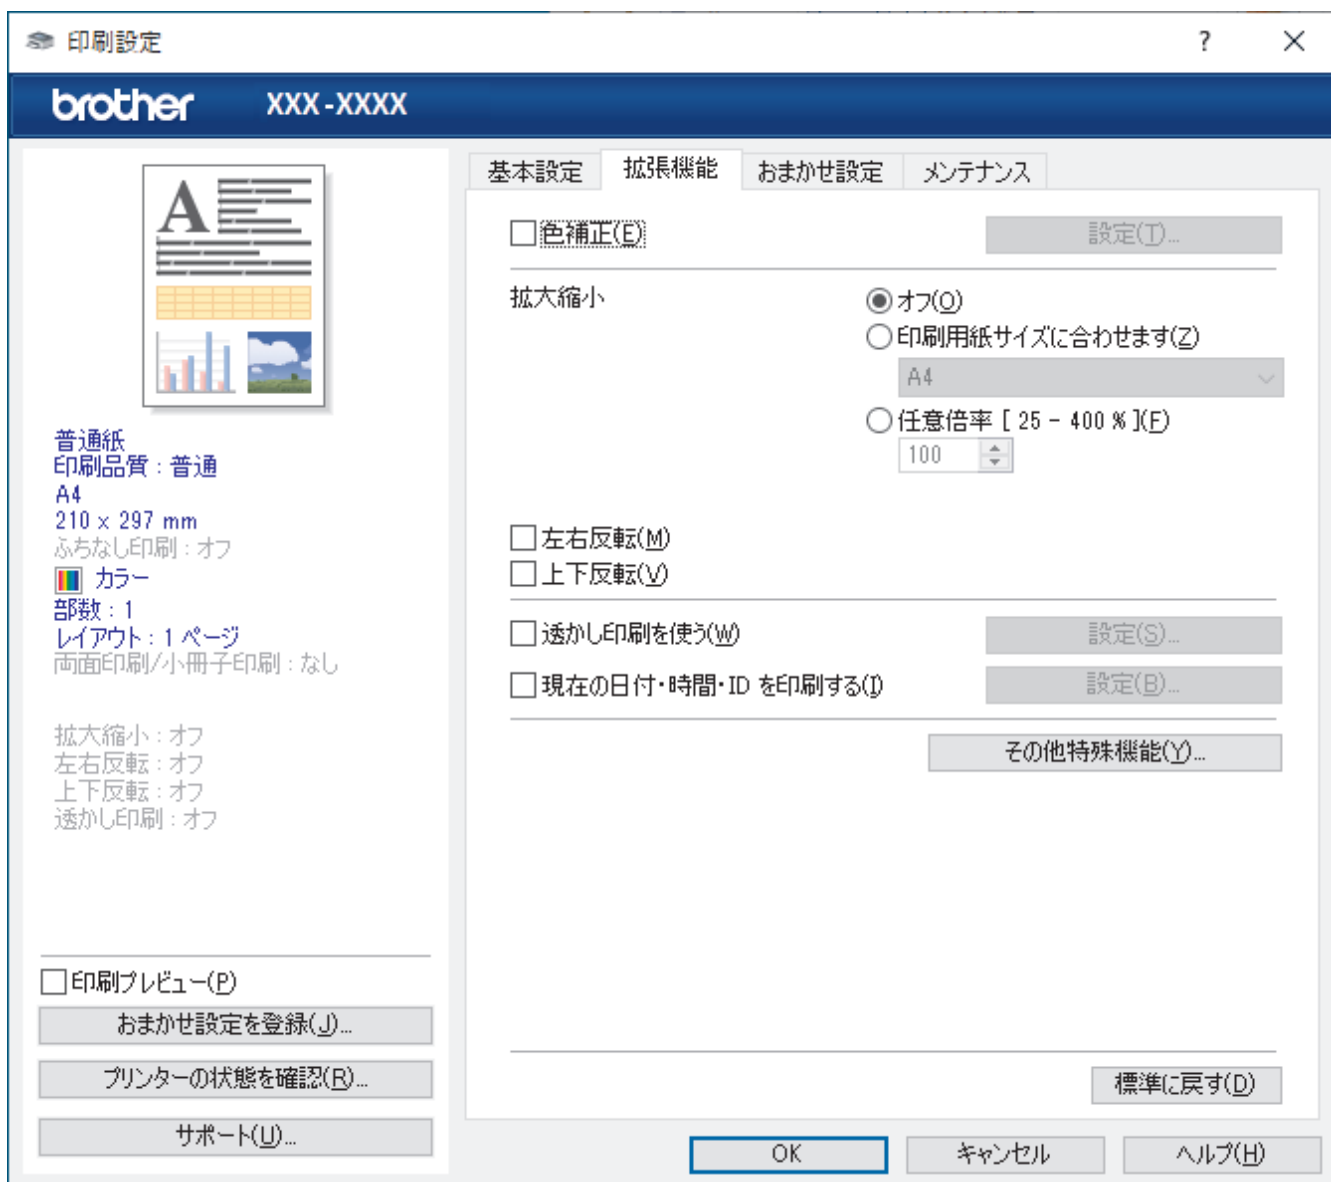 印刷設定
brother XXX-XXXX
普通紙
印刷品質 : 普通
A4
210 x 297 mm
ふちなし印刷 : オフ
カラー
部数 : 1
レイアウト : 1 ページ
両面印刷/小冊子印刷 : なし
拡大縮小 : オフ
左右反転 : オフ
上下反転 : オフ
透かし印刷 : オフ
印刷プレビュー(P)
おまかせ設定を登録(J)...
プリンターの状態を確認(R)...
サポート(U)...
基本設定 拡張機能 おまかせ設定 メンテナンス
色補正(E) 設定(T)...
拡大縮小 オフ(O)
印刷用紙サイズに合わせます(Z)
A4
任意倍率 [ 25 - 400 % ](F)
100
左右反転(M)
上下反転(V)
透かし印刷を使う(W) 設定(S)...
現在の日付・時間・ID を印刷する(I) 設定(B)...
その他特殊機能(Y)...
標準に戻す(D)
OK キャンセル ヘルプ(H)